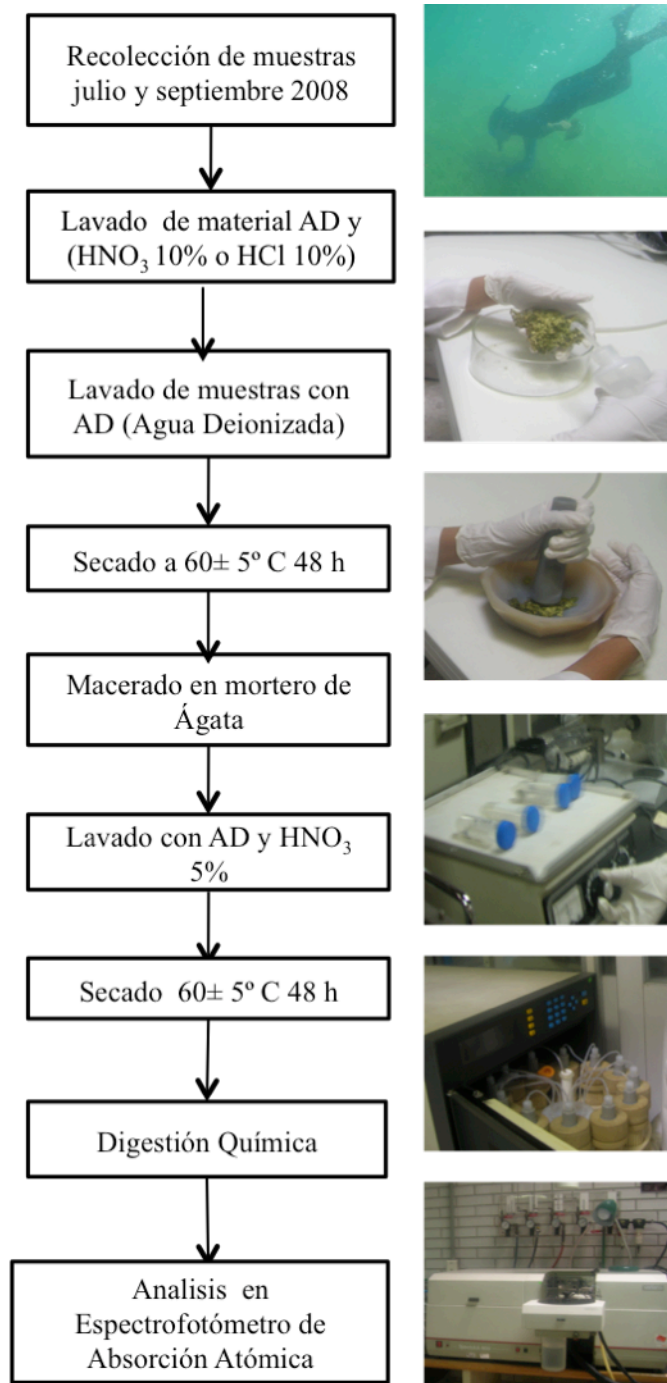 Recolección de muestras
julio y septiembre 2008
Lavado de material AD y
(HNO₃ 10% o HCl 10%)
Lavado de muestras con
AD (Agua Deionizada)
Secado a 60± 5º C 48 h
Macerado en mortero de
Ágata
Lavado con AD y HNO₃
5%
Secado 60± 5º C 48 h
Digestión Química
Analisis en
Espectrofotómetro de
Absorción Atómica